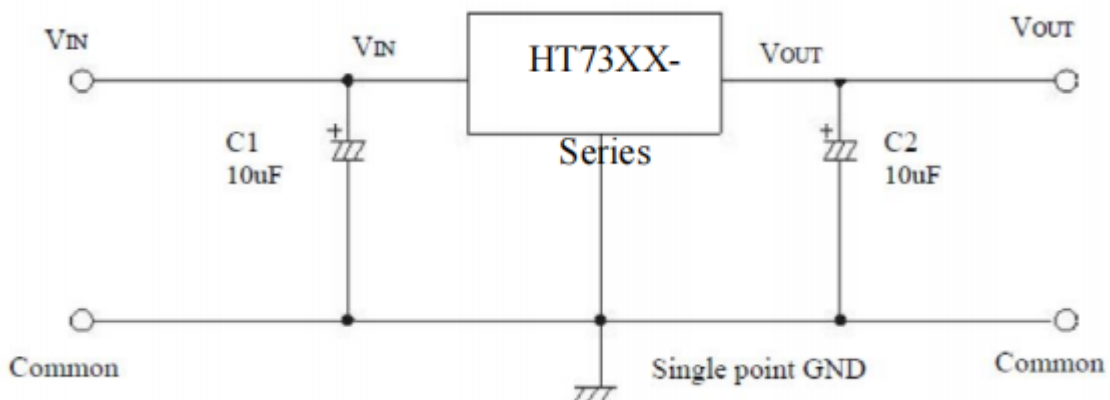 VIN
VIN
HT73XX-
Series
VOUT
VOUT
+
C1
10uF
+
C2
10uF
Common
Single point GND
Common